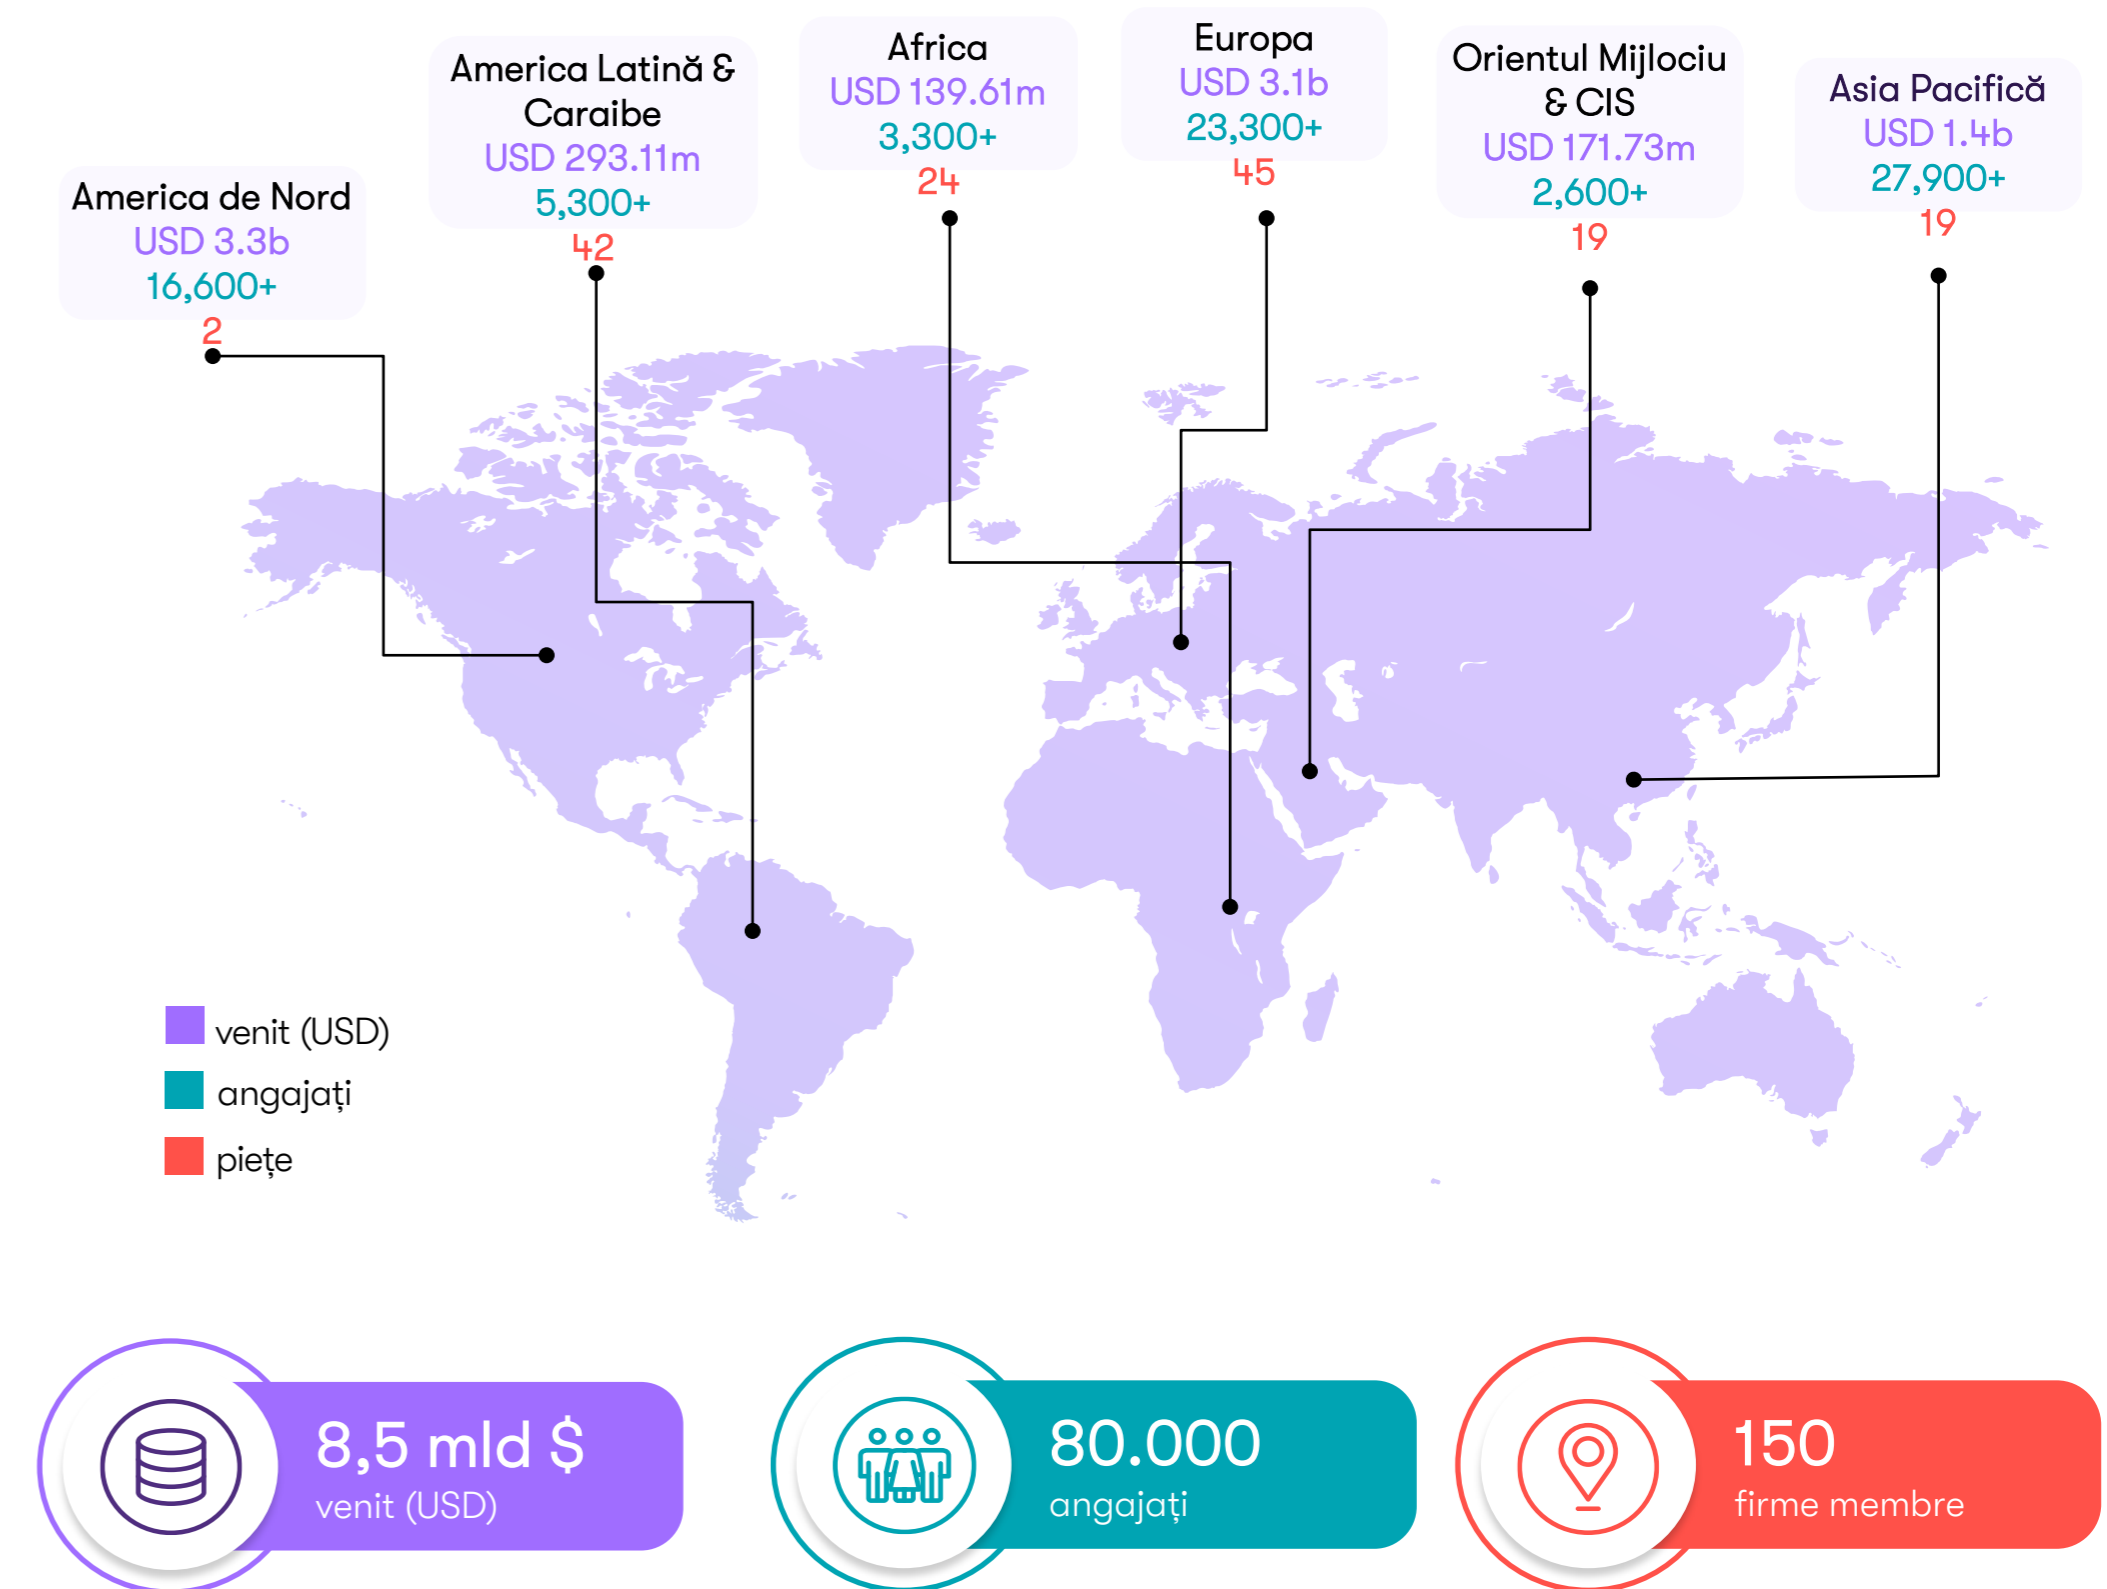 America de Nord
USD 3.3b
16,600+
2
America Latină &
Caraibe
USD 293.11m
5,300+
42
Africa
USD 139.61m
3,300+
24
Europa
USD 3.1b
23,300+
45
Orientul Mijlociu
& CIS
USD 171.73m
2,600+
19
Asia Pacifică
USD 1.4b
27,900+
19
venit (USD)
angajați
piețe
8,5 mld $
venit (USD)
80.000
angajați
150
firme membre